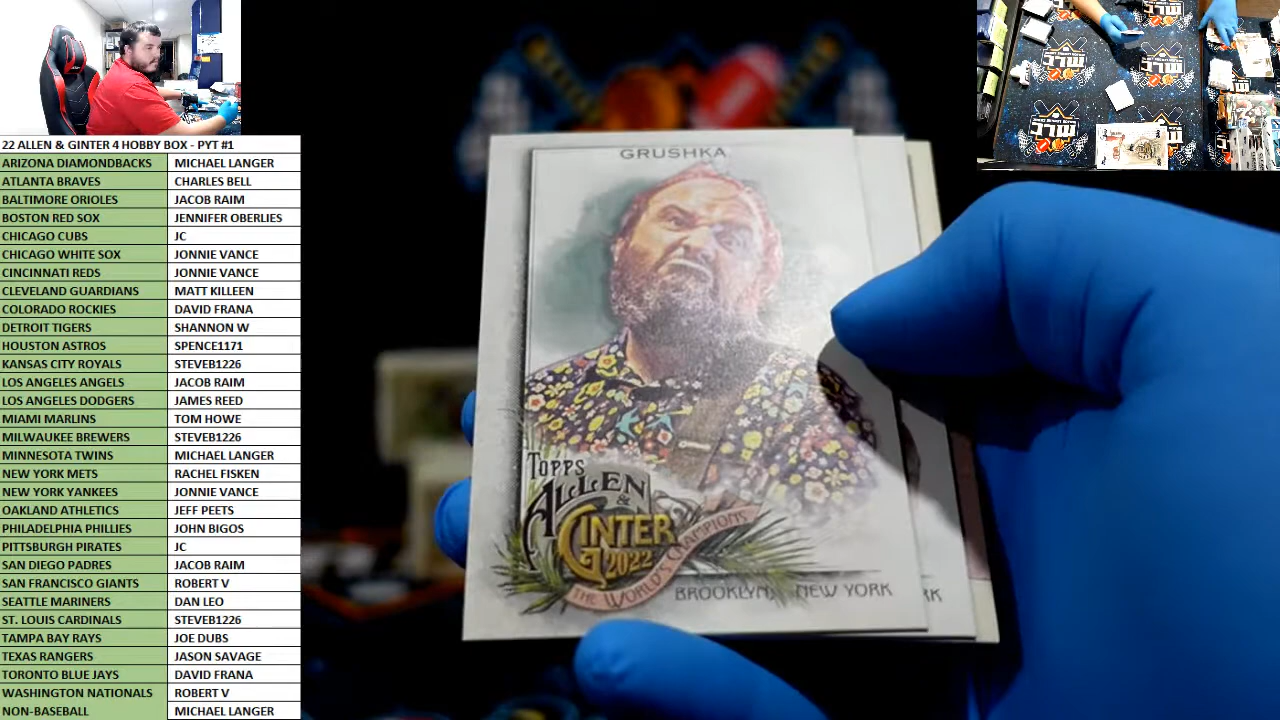 22 ALLEN & GINTER 4 HOBBY BOX - PYT #1
ARIZONA DIAMONDBACKS MICHAEL LANGER
ATLANTA BRAVES CHARLES BELL
BALTIMORE ORIOLES JACOB RAIM
BOSTON RED SOX JENNIFER OBERLIES
CHICAGO CUBS JC
CHICAGO WHITE SOX JONNIE VANCE
CINCINNATI REDS JONNIE VANCE
CLEVELAND GUARDIANS MATT KILLEEN
COLORADO ROCKIES DAVID FRANA
DETROIT TIGERS SHANNON W
HOUSTON ASTROS SPENCE1171
KANSAS CITY ROYALS STEVEB1226
LOS ANGELES ANGELS JACOB RAIM
LOS ANGELES DODGERS JAMES REED
MIAMI MARLINS TOM HOWE
MILWAUKEE BREWERS STEVEB1226
MINNESOTA TWINS MICHAEL LANGER
NEW YORK METS RACHEL FISKEN
NEW YORK YANKEES JONNIE VANCE
OAKLAND ATHLETICS JEFF PEETS
PHILADELPHIA PHILLIES JOHN BIGOS
PITTSBURGH PIRATES JC
SAN DIEGO PADRES JACOB RAIM
SAN FRANCISCO GIANTS ROBERT V
SEATTLE MARINERS DAN LEO
ST. LOUIS CARDINALS STEVEB1226
TAMPA BAY RAYS JOE DUBS
TEXAS RANGERS JASON SAVAGE
TORONTO BLUE JAYS DAVID FRANA
WASHINGTON NATIONALS ROBERT V
NON-BASEBALL MICHAEL LANGER
GRUSHKA
TOPPS
ALLEN &
GINTER
2022
THE WORLD'S CHAMPIONS
BROOKLYN, NEW YORK
RK